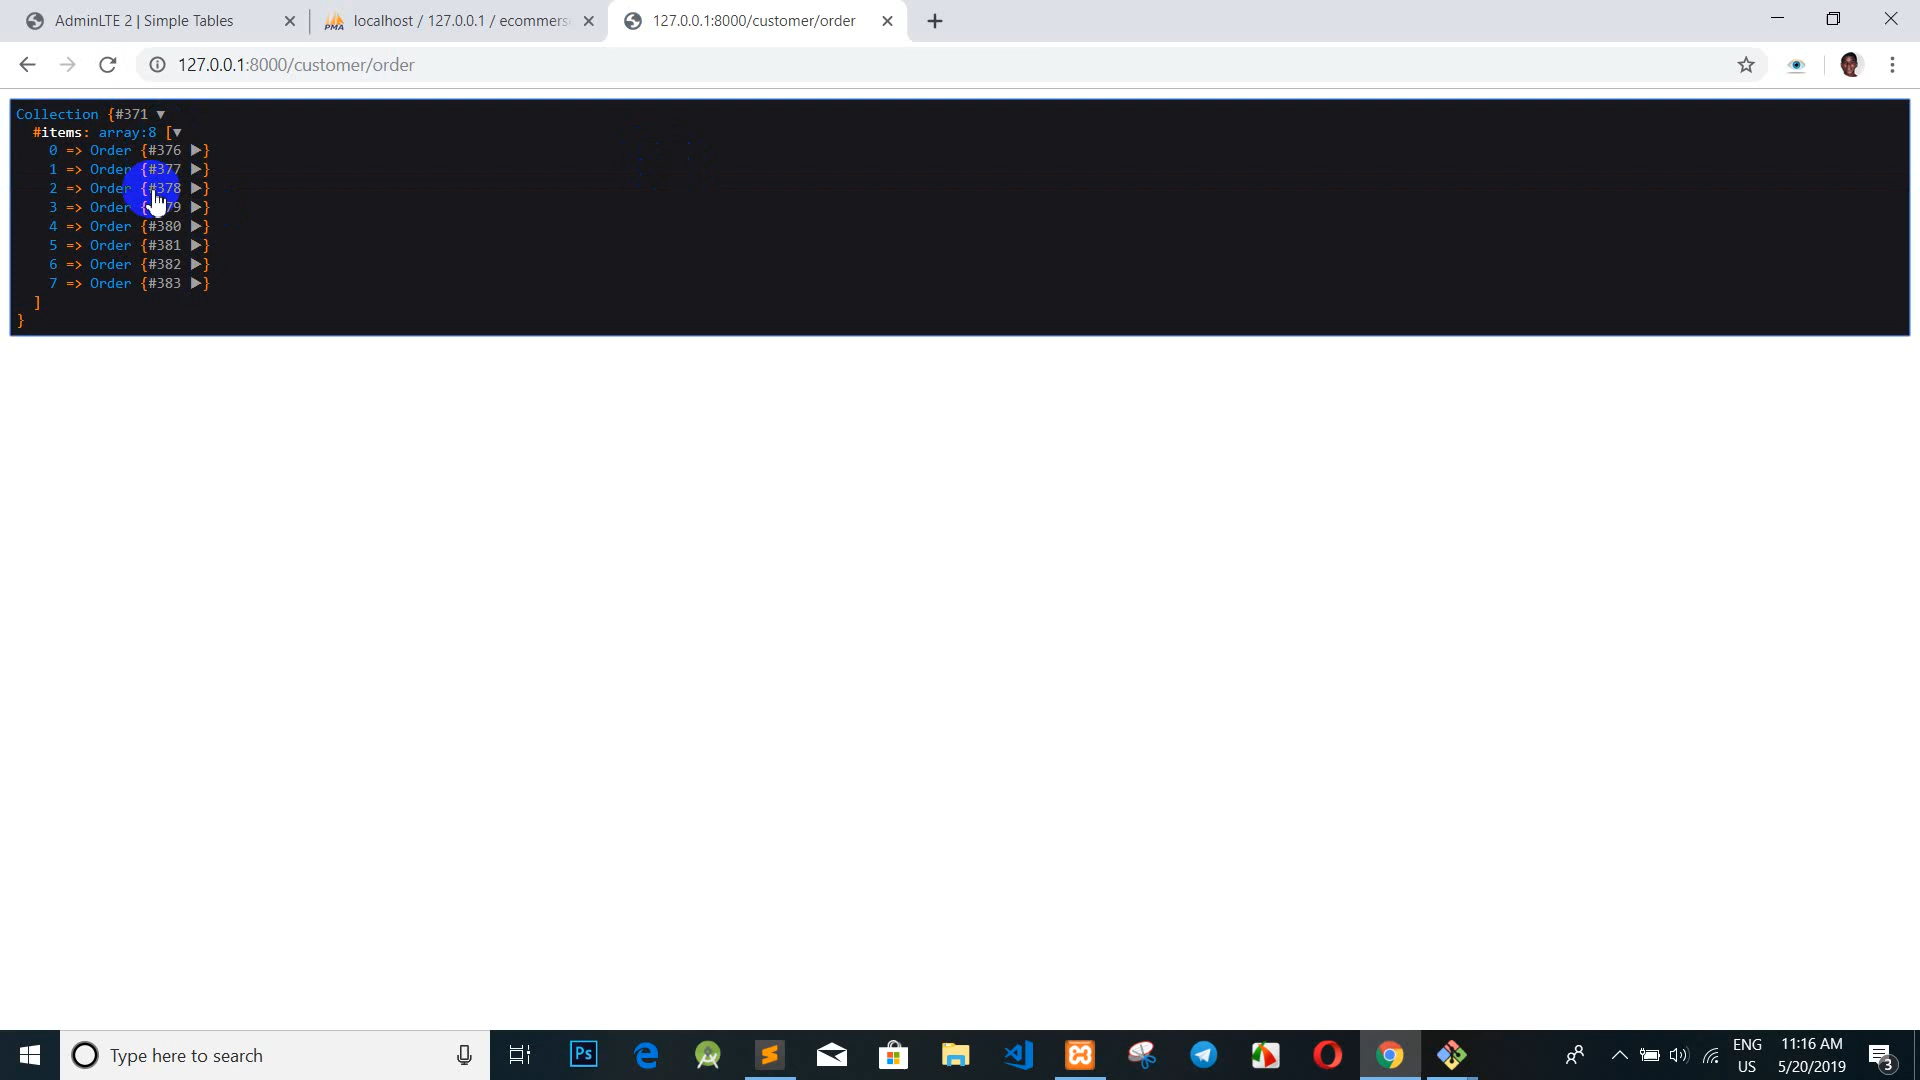 AdminLTE 2 | Simple Tables
localhost / 127.0.0.1 / ecommers
127.0.0.1:8000/customer/order
127.0.0.1:8000/customer/order
Collection {#371 ▼
#items: array:8 [▼
0 => Order {#376 ▶}
1 => Order {#377 ▶}
2 => Order {#378 ▶}
3 => Order {#379 ▶}
4 => Order {#380 ▶}
5 => Order {#381 ▶}
6 => Order {#382 ▶}
7 => Order {#383 ▶}
]
}
Type here to search
Ps
ENG
US
11:16 AM
5/20/2019
3